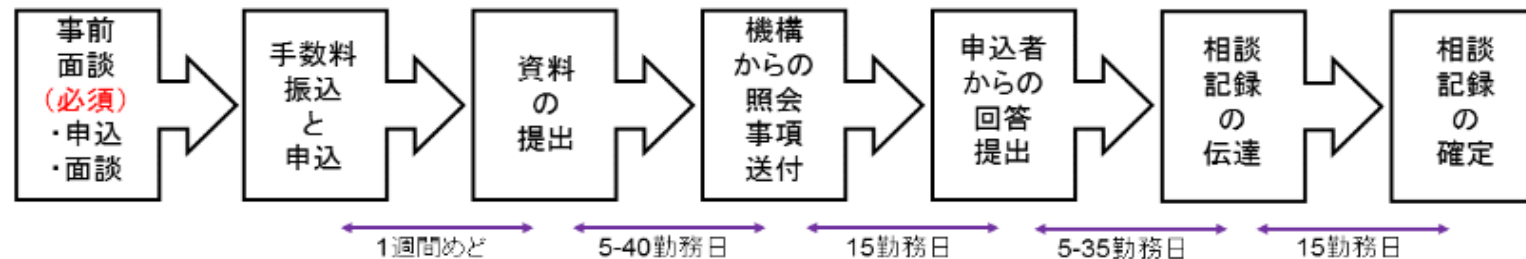 事前
面談
(必須)
・申込
・面談
手数料
振込
と
申込
資料
の
提出
機構
からの
照会
事項
送付
申込者
からの
回答
提出
相談
記録
の
伝達
相談
記録
の
確定
1週間めど
5-40勤務日
15勤務日
5-35勤務日
15勤務日